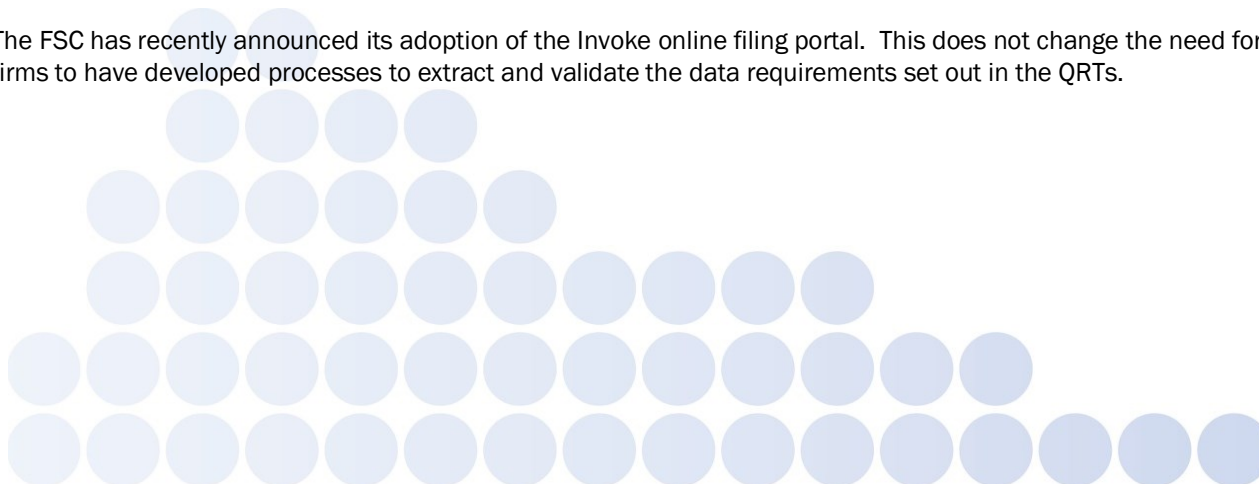 The FSC has recently announced its adoption of the Invoke online filing portal. This does not change the need for
firms to have developed processes to extract and validate the data requirements set out in the QRTs.